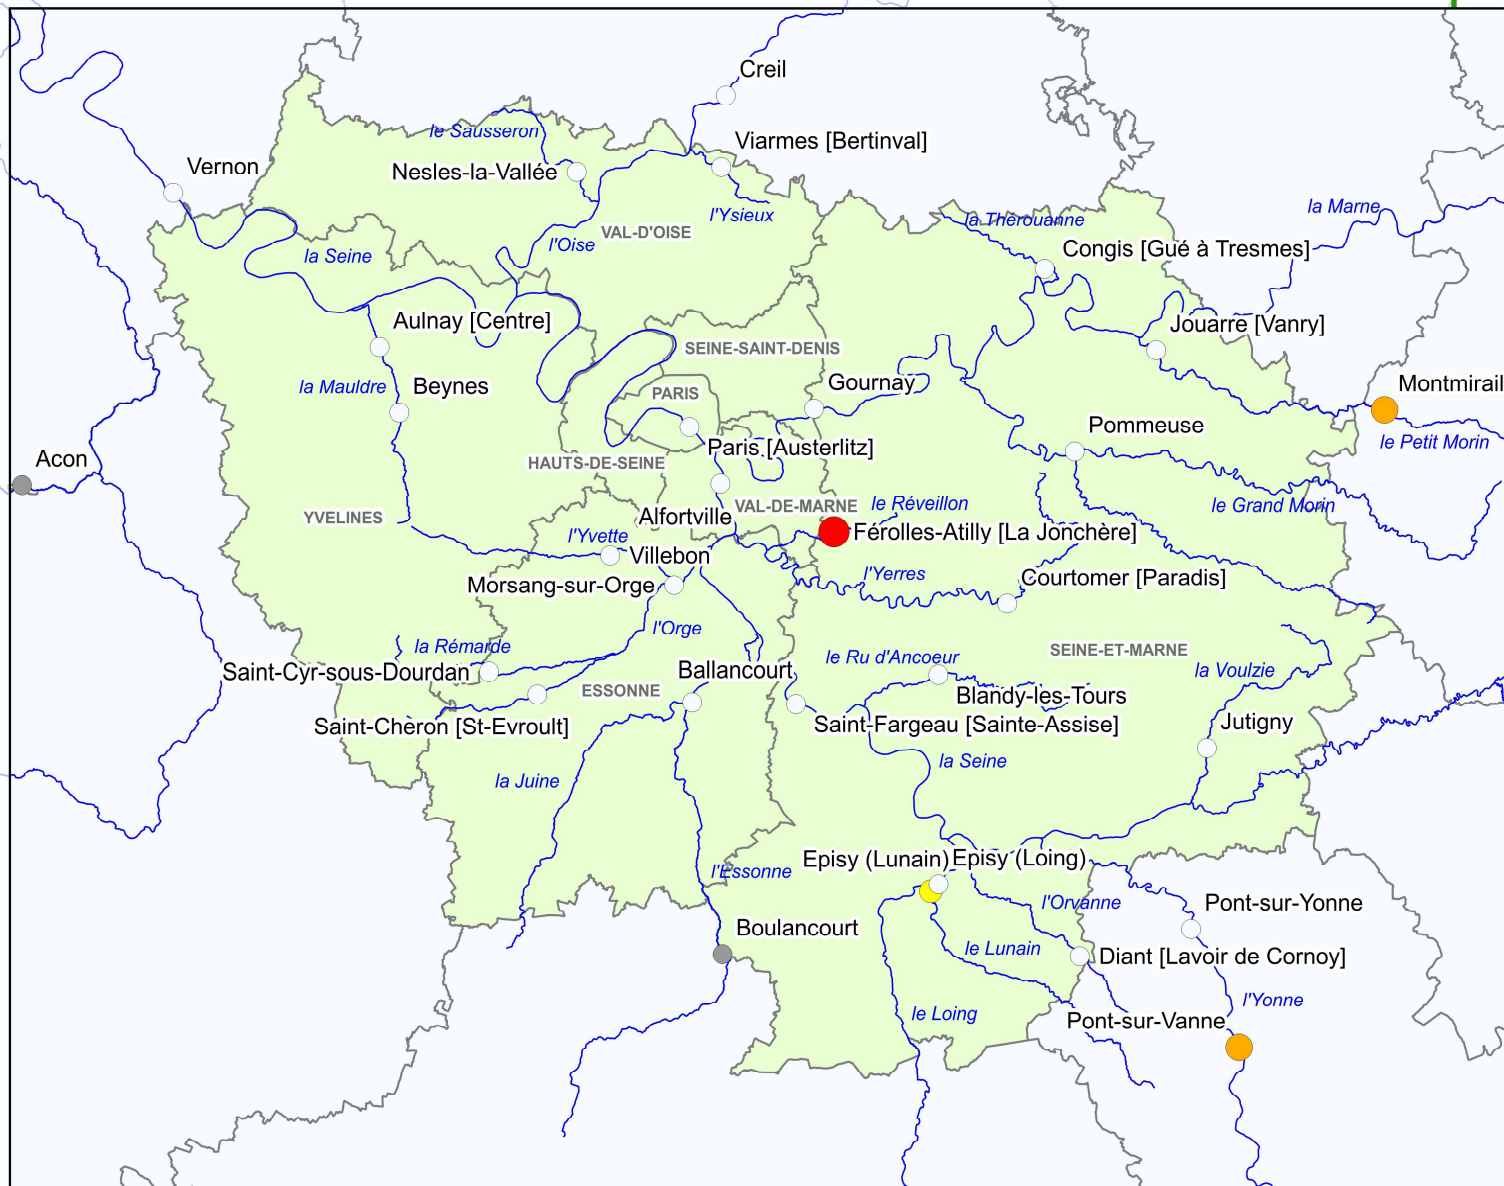 Creil
le Sausseron
Viarmes [Bertinval]
Vernon
Nesles-la-Vallée
l'Ysieux
la Marne
la Thérouanne
VAL-D'OISE
l'Oise
la Seine
Congis [Gué à Tresmes]
Aulnay [Centre]
Jouarre [Vanry]
SEINE-SAINT-DENIS
la Mauldre
Beynes
PARIS
Gournay
Montmirail
Pommeuse
le Petit Morin
Paris [Austerlitz]
Acon
HAUTS-DE-SEINE
le Grand Morin
YVELINES
Alfortville
VAL-DE-MARNE
le Réveillon
l'Yvette
Férolles-Atilly [La Jonchère]
Villebon
Morsang-sur-Orge
l'Yerres
Courtomer [Paradis]
l'Orge
la Rémarde
le Ru d'Ancoeur
SEINE-ET-MARNE
Saint-Cyr-sous-Dourdan
Ballancourt
la Voulzie
ESSONNE
Blandy-les-Tours
Saint-Cheron [St-Evroult]
Saint-Fargeau [Sainte-Assise]
Jutigny
la Seine
la Juine
Episy (Lunain)
Episy (Loing)
l'Essonne
l'Orvanne
Pont-sur-Yonne
Boulancourt
le Lunain
Diant [Lavoir de Cornoy]
l'Yonne
le Loing
Pont-sur-Vanne